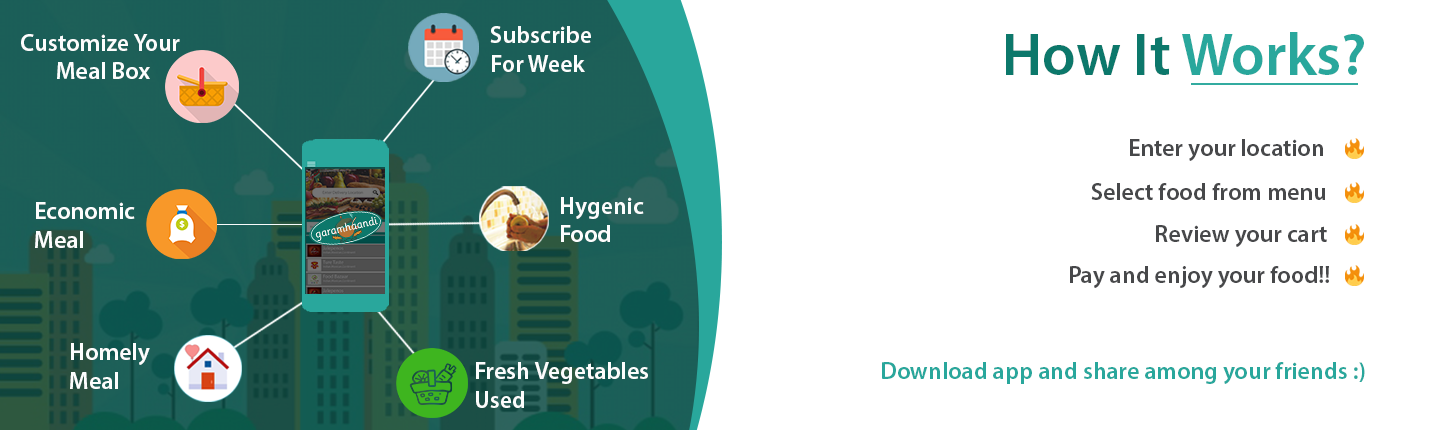 Customize Your
Meal Box
Subscribe
For Week
Economic
Meal
garamhaandi
Hygenic
Food
Homely
Meal
Fresh Vegetables
Used
How It Works?
Enter your location
Select food from menu
Review your cart
Pay and enjoy your food!!
Download app and share among your friends :)